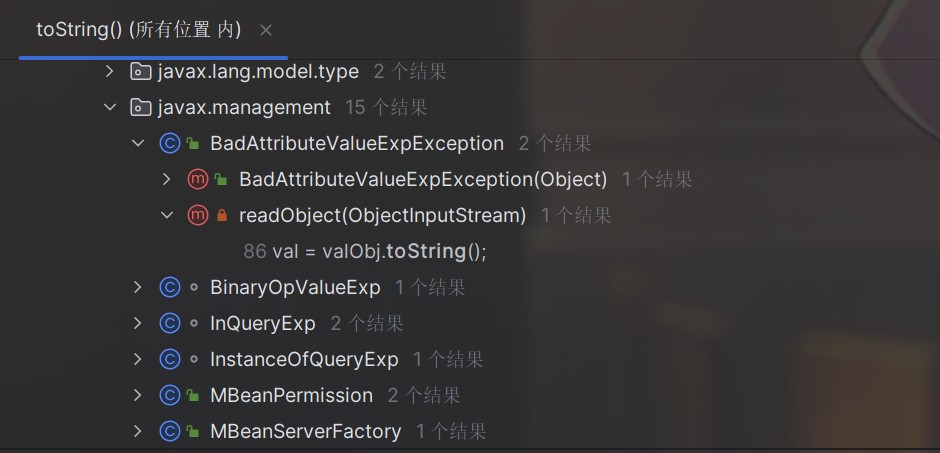 toString() (所有位置 内)
javax.lang.model.type 2 个结果
javax.management 15 个结果
BadAttributeValueExpException 2 个结果
BadAttributeValueExpException(Object) 1 个结果
readObject(ObjectInputStream) 1 个结果
86 val = valObj.toString();
BinaryOpValueExp 1 个结果
InQueryExp 2 个结果
InstanceOfQueryExp 1 个结果
MBeanPermission 2 个结果
MBeanServerFactory 1 个结果